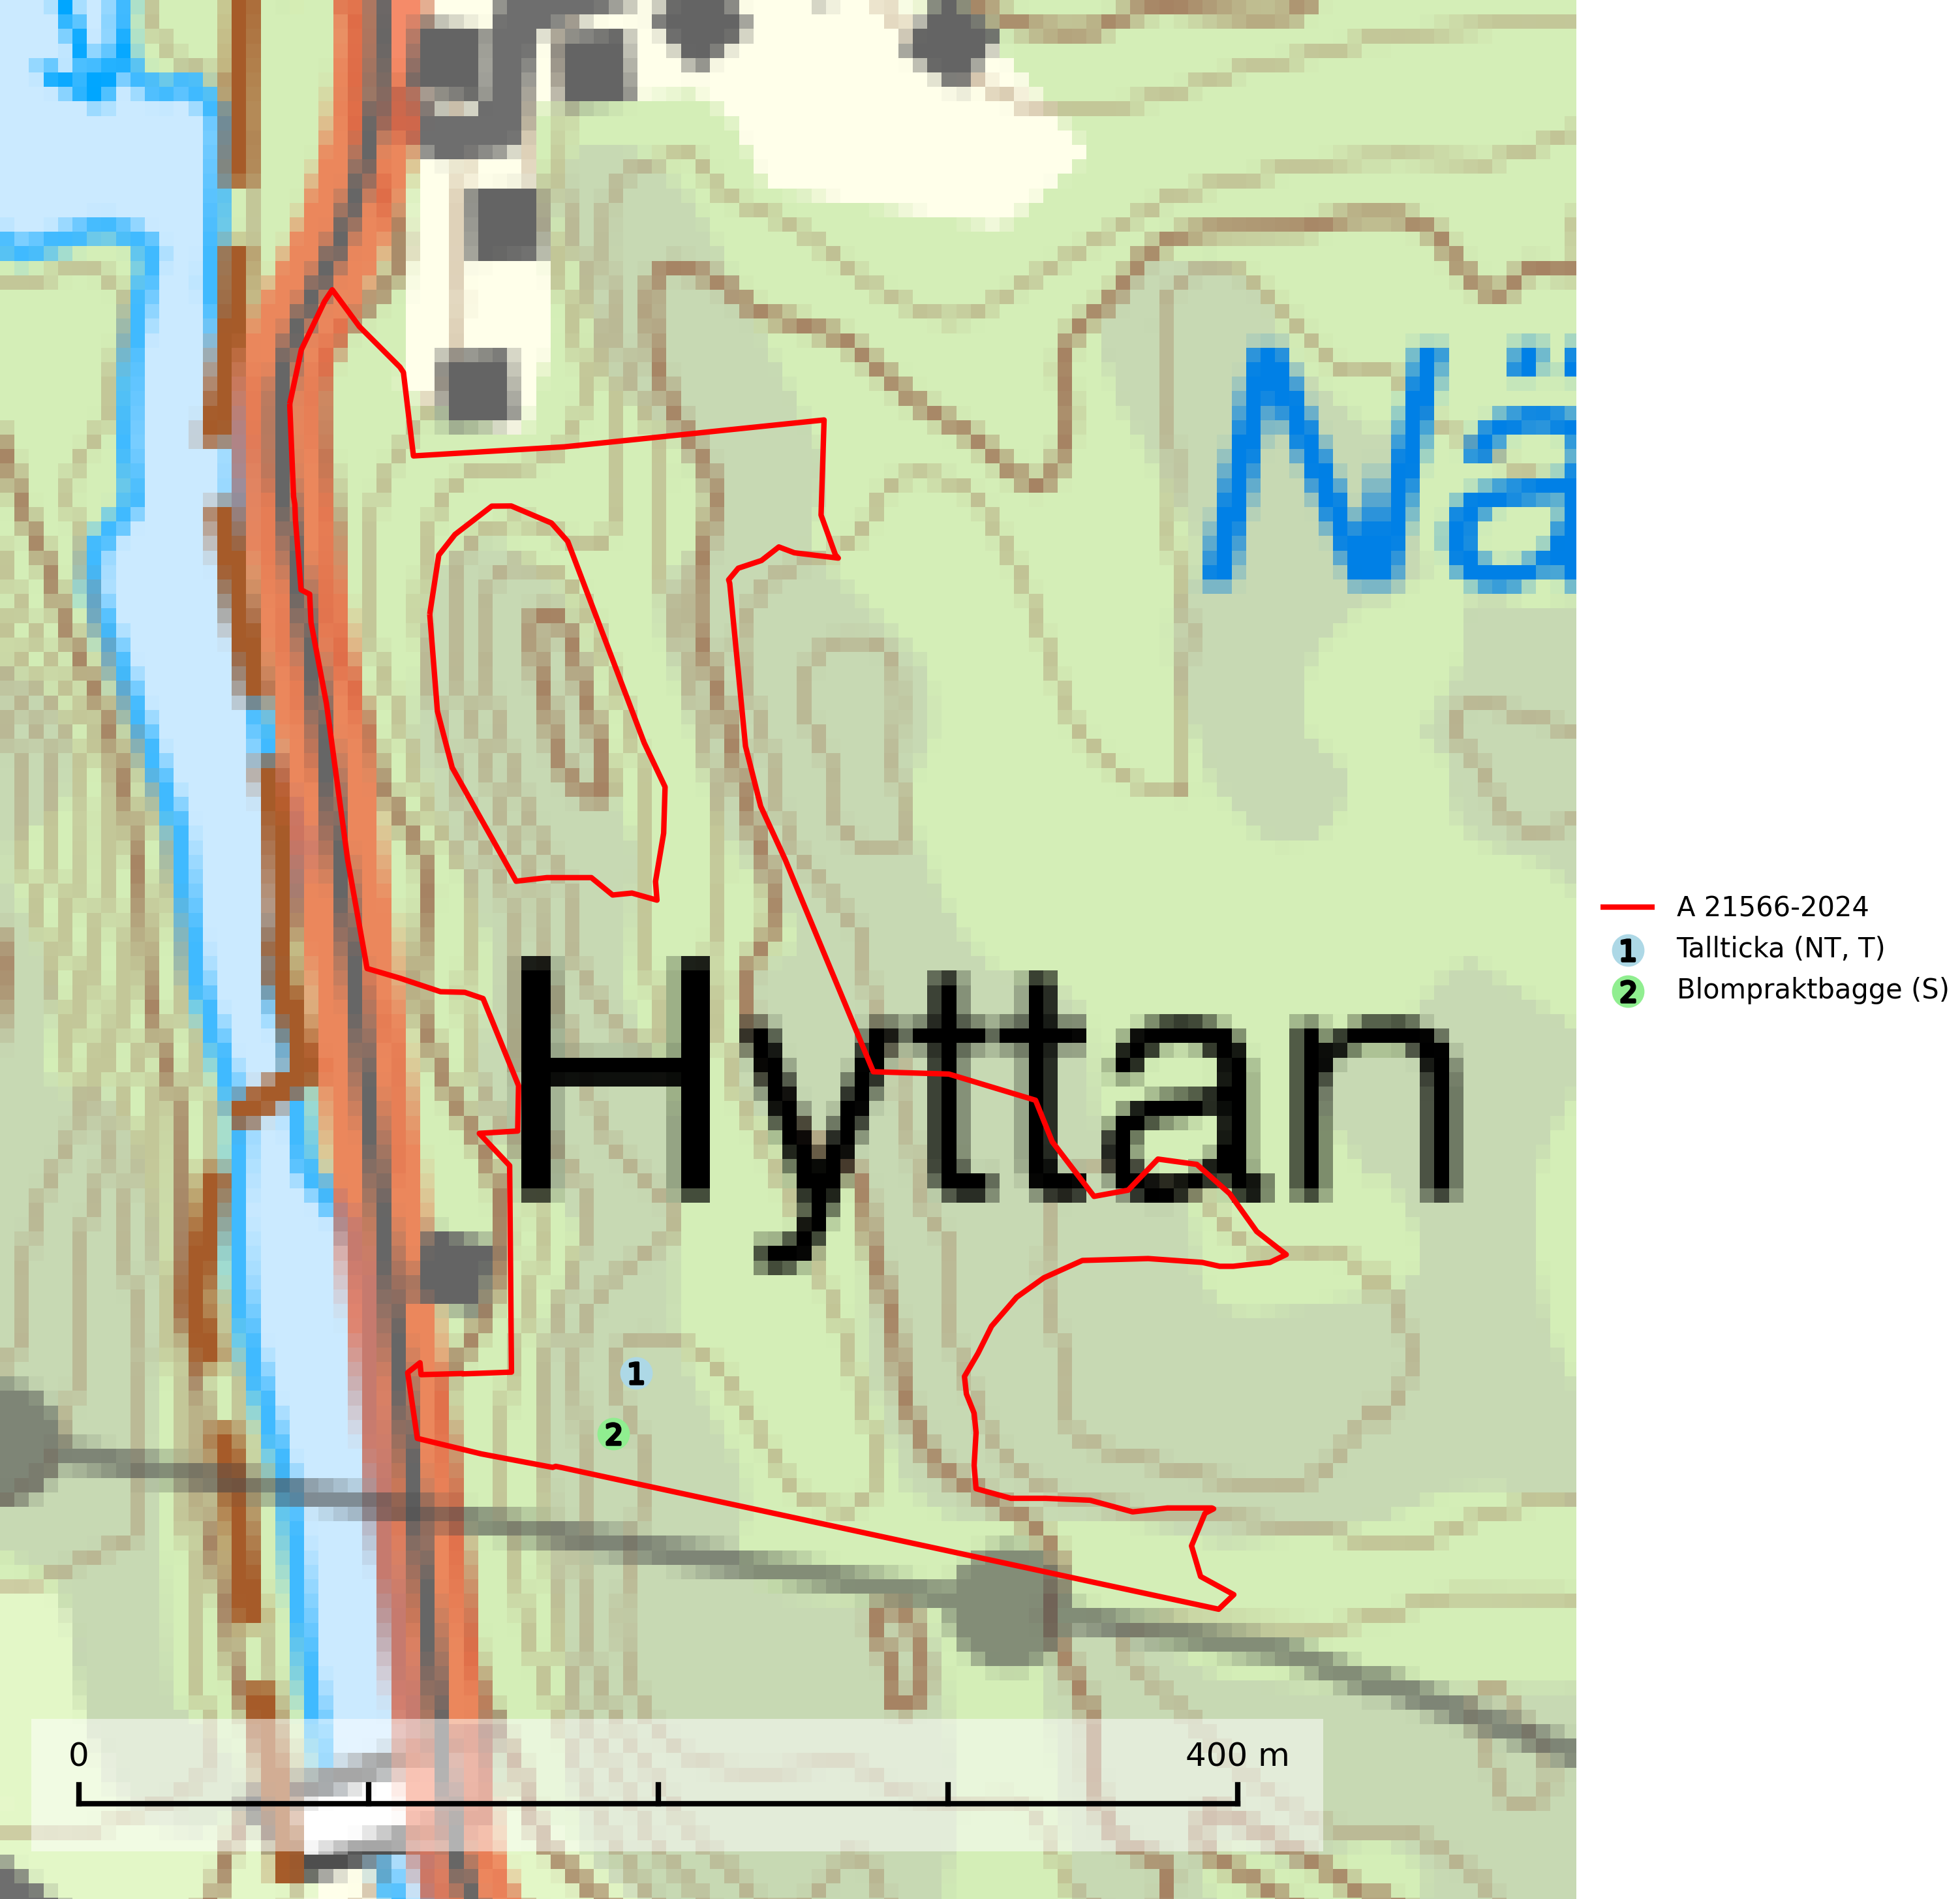 Nä
Hyttan
1
2
0
400 m
A 21566-2024
1 Tallticka (NT, T)
2 Blompraktbagge (S)